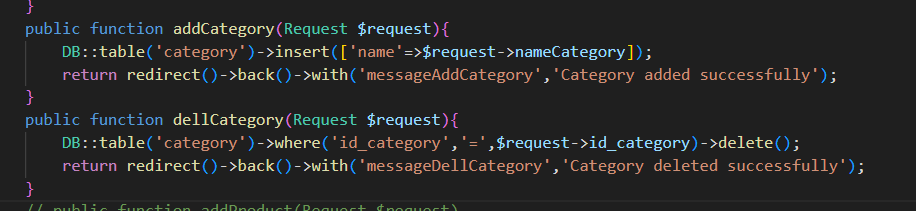 }
public function addCategory(Request $request){
DB::table('category')->insert(['name'=>$request->nameCategory]);
return redirect()->back()->with('messageAddCategory','Category added successfully');
}
public function dellCategory(Request $request){
DB::table('category')->where('id_category','=',$request->id_category)->delete();
return redirect()->back()->with('messageDellCategory','Category deleted successfully');
}
// public function addProduct(Request $request)